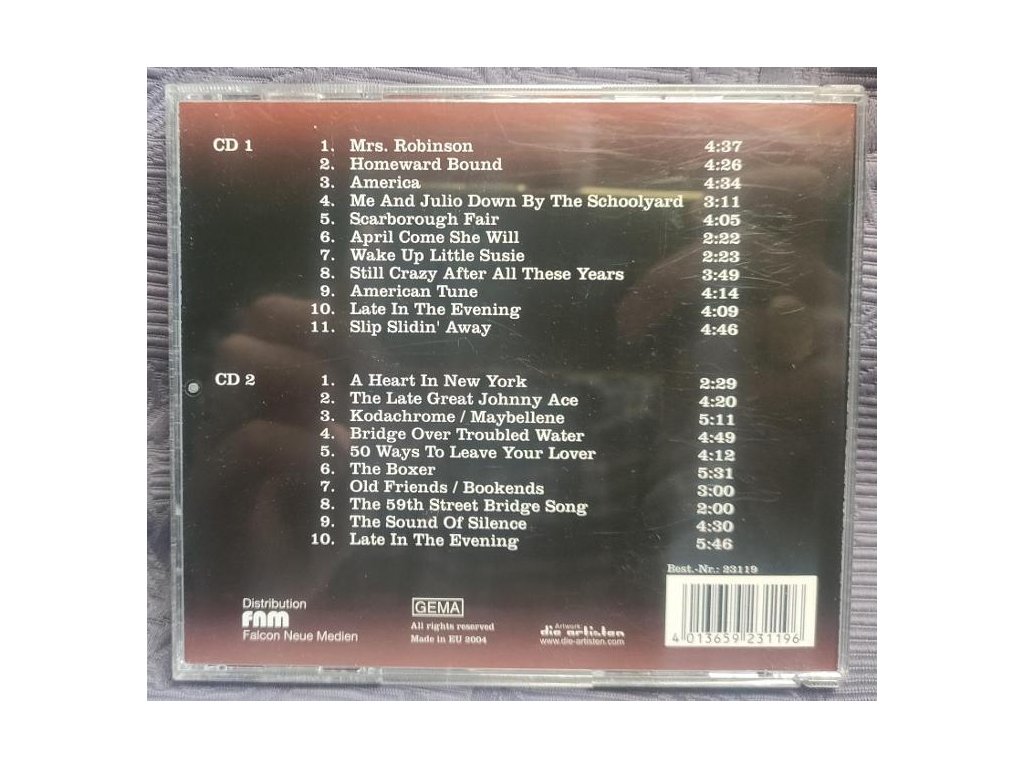 CD 1 1. Mrs. Robinson 4:37
2. Homeward Bound 4:26
3. America 4:34
4. Me And Julio Down By The Schoolyard 3:11
5. Scarborough Fair 4:05
6. April Come She Will 2:22
7. Wake Up Little Susie 2:23
8. Still Crazy After All These Years 3:49
9. American Tune 4:14
10. Late In The Evening 4:09
11. Slip Slidin' Away 4:46
CD 2 1. A Heart In New York 2:29
2. The Late Great Johnny Ace 4:20
3. Kodachrome / Maybellene 5:11
4. Bridge Over Troubled Water 4:49
5. 50 Ways To Leave Your Lover 4:12
6. The Boxer 5:31
7. Old Friends / Bookends 3:00
8. The 59th Street Bridge Song 2:00
9. The Sound Of Silence 4:30
10. Late In The Evening 5:46
Best.-Nr.: 23119
Distribution
FNM
Falcon Neue Medien
GEMA
All rights reserved
Made in EU 2004
Artwork:
die artisten
www.die-artisten.com
4 013659 231196